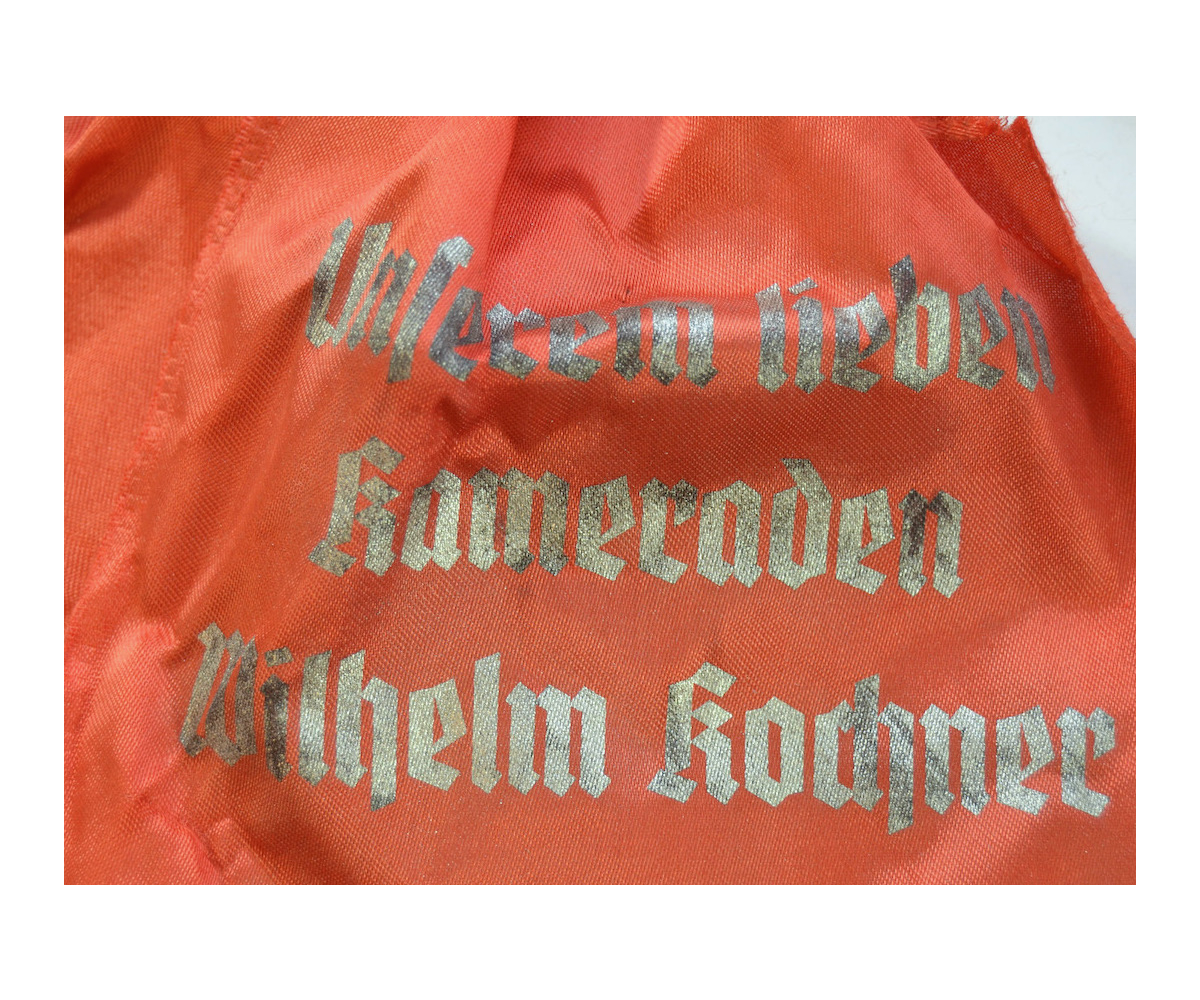 Unserem lieben
Kameraden
Wilhelm Kochner